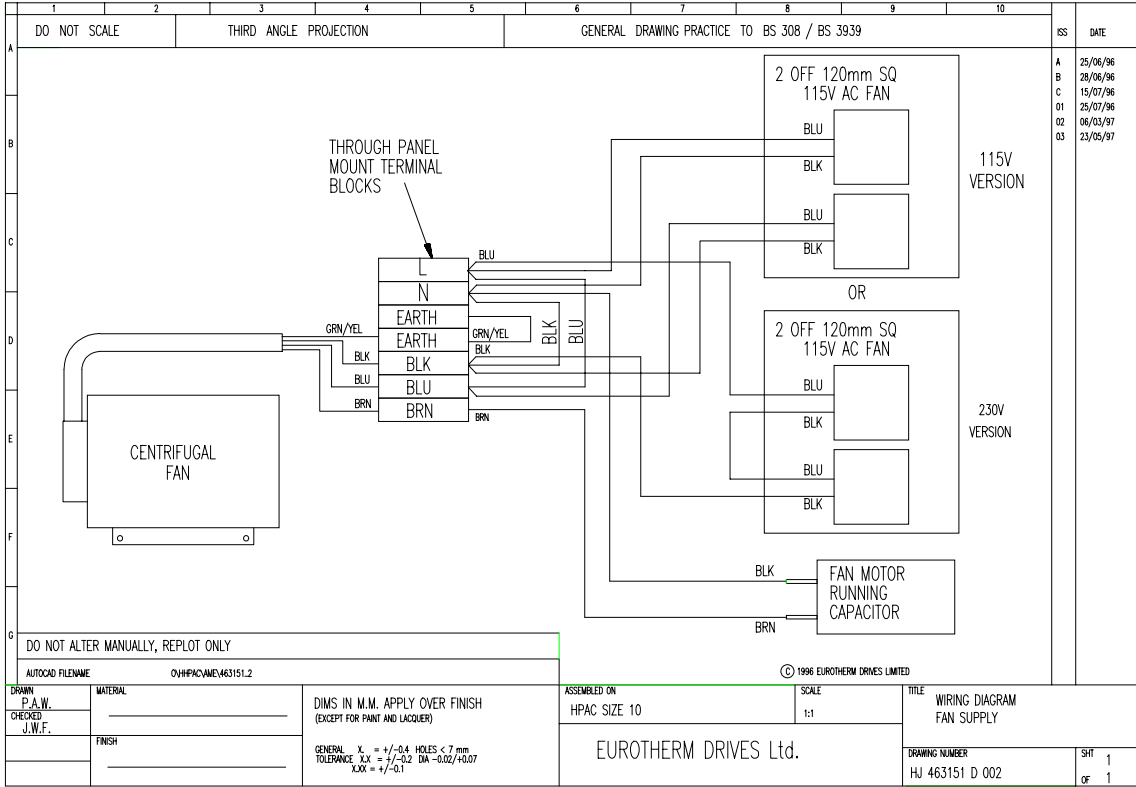 1 2 3 4 5 6 7 8 9 10
DO NOT SCALE
THIRD ANGLE PROJECTION
GENERAL DRAWING PRACTICE TO BS 308 / BS 3939
ISS DATE
A 25/06/96
B 28/06/96
C 15/07/96
01 25/07/96
02 06/03/97
03 23/05/97
A
B
C
D
E
F
G
2 OFF 120mm SQ
115V AC FAN
BLU
BLK
BLU
BLK
115V
VERSION
THROUGH PANEL
MOUNT TERMINAL
BLOCKS
OR
L
N
EARTH
EARTH
BLK
BLU
BRN
BLU
GRN/YEL
BLK
BRN
BLK
BLU
GRN/YEL
BLK
BLU
BRN
2 OFF 120mm SQ
115V AC FAN
BLU
BLK
BLU
BLK
230V
VERSION
CENTRIFUGAL
FAN
BLK
BRN
FAN MOTOR
RUNNING
CAPACITOR
DO NOT ALTER MANUALLY, REPLOT ONLY
AUTOCAD FILENAME O\HHPAC\AME\463151_2
© 1996 EUROTHERM DRIVES LIMITED
DRAWN
P.A.W.
CHECKED
J.W.F.
MATERIAL
FINISH
DIMS IN M.M. APPLY OVER FINISH
(EXCEPT FOR PAINT AND LACQUER)
GENERAL X. = +/-0.4 HOLES < 7 mm
TOLERANCE X.X = +/-0.2 DIA -0.02/+0.07
X.XX = +/-0.1
ASSEMBLED ON
HPAC SIZE 10
SCALE
1:1
EUROTHERM DRIVES Ltd.
TITLE
WIRING DIAGRAM
FAN SUPPLY
DRAWING NUMBER
HJ 463151 D 002
SHT 1
OF 1